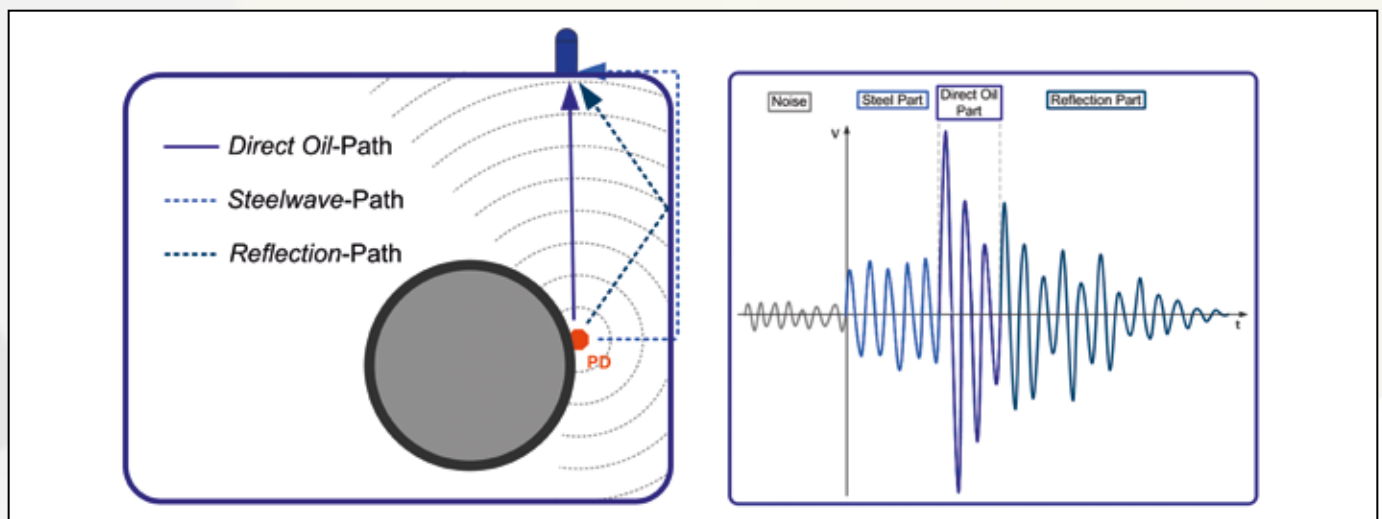 Direct Oil-Path
Steelwave-Path
Reflection-Path
PD
Noise
Steel Part
Direct Oil
Part
Reflection Part
V
t